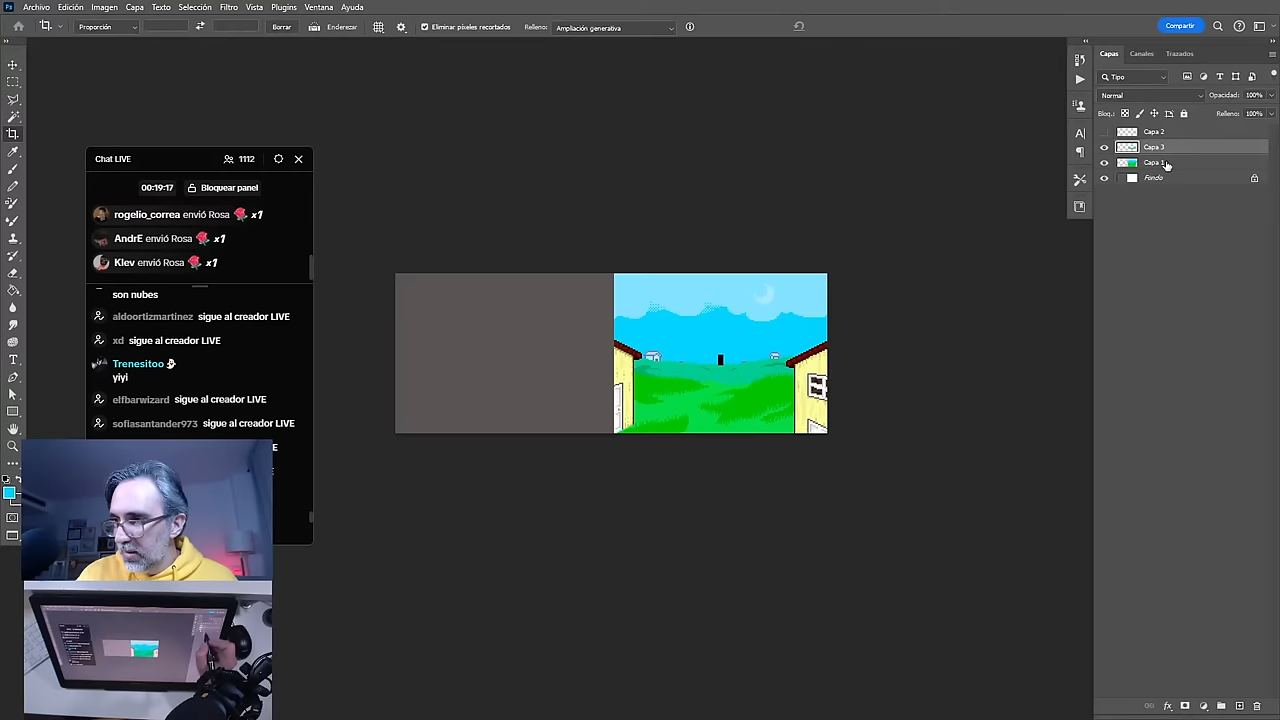 Ps Archivo Edición Imagen Capa Texto Selección Filtro Vista Plugins Ventana Ayuda
Proporción Borrar Enderezar Eliminar píxeles recortados Relleno: Ampliación generativa Compartir
Capas Canales Trazados
Tipo
Normal Opacidad: 100%
Bloq.: Relleno: 100%
Capa 2
Capa 3
Capa 1
Fondo
Chat LIVE 1112
00:19:17 Bloquear panel
rogelio_correa envió Rosa x1
AndrE envió Rosa x1
Klev envió Rosa x1
son nubes
aldoortizmartinez sigue al creador LIVE
xd sigue al creador LIVE
Trenesitoo
yiyi
elfbarwizard sigue al creador LIVE
sofiasantander973 sigue al creador LIVE